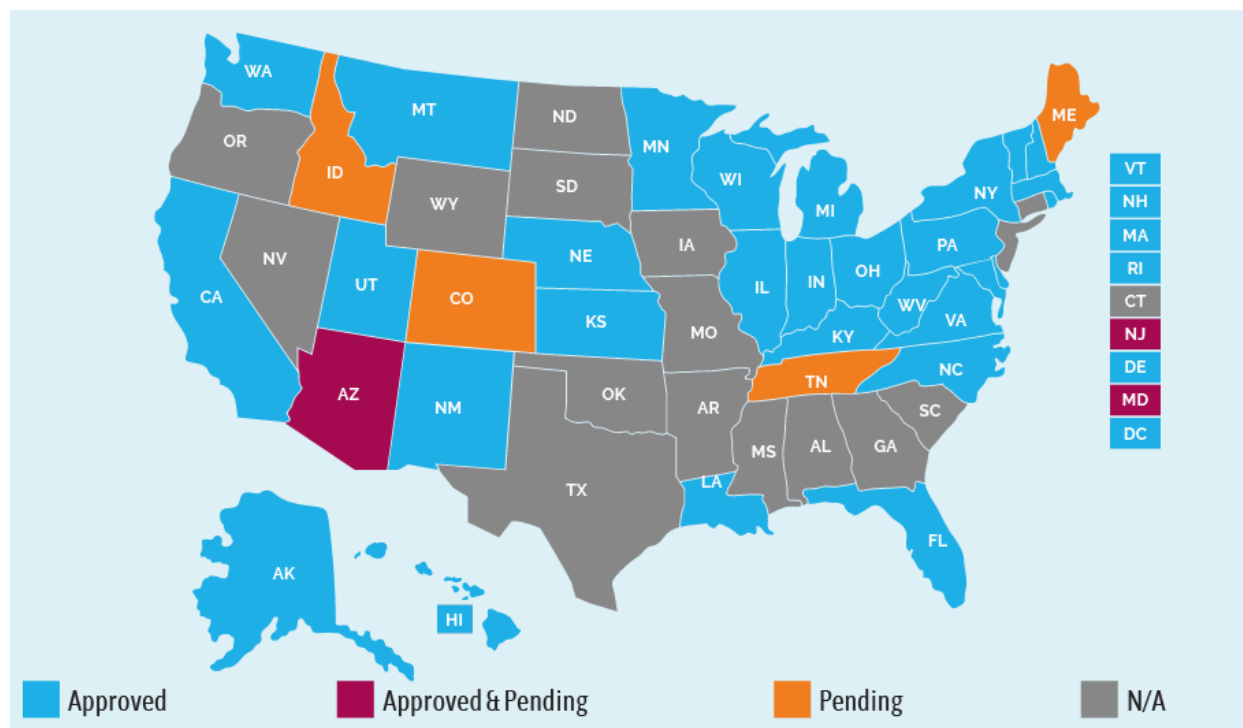 WA
MT
ND
MN
ME
OR
ID
WI
VT
SD
NY
NH
WY
MI
MA
IA
PA
NE
RI
NV
OH
UT
IL
IN
CA
CO
CT
WV
KS
VA
MO
KY
NJ
NC
DE
TN
AZ
OK
NM
AR
MD
SC
DC
MS
AL
GA
LA
TX
FL
AK
HI
Approved
Approved & Pending
Pending
N/A